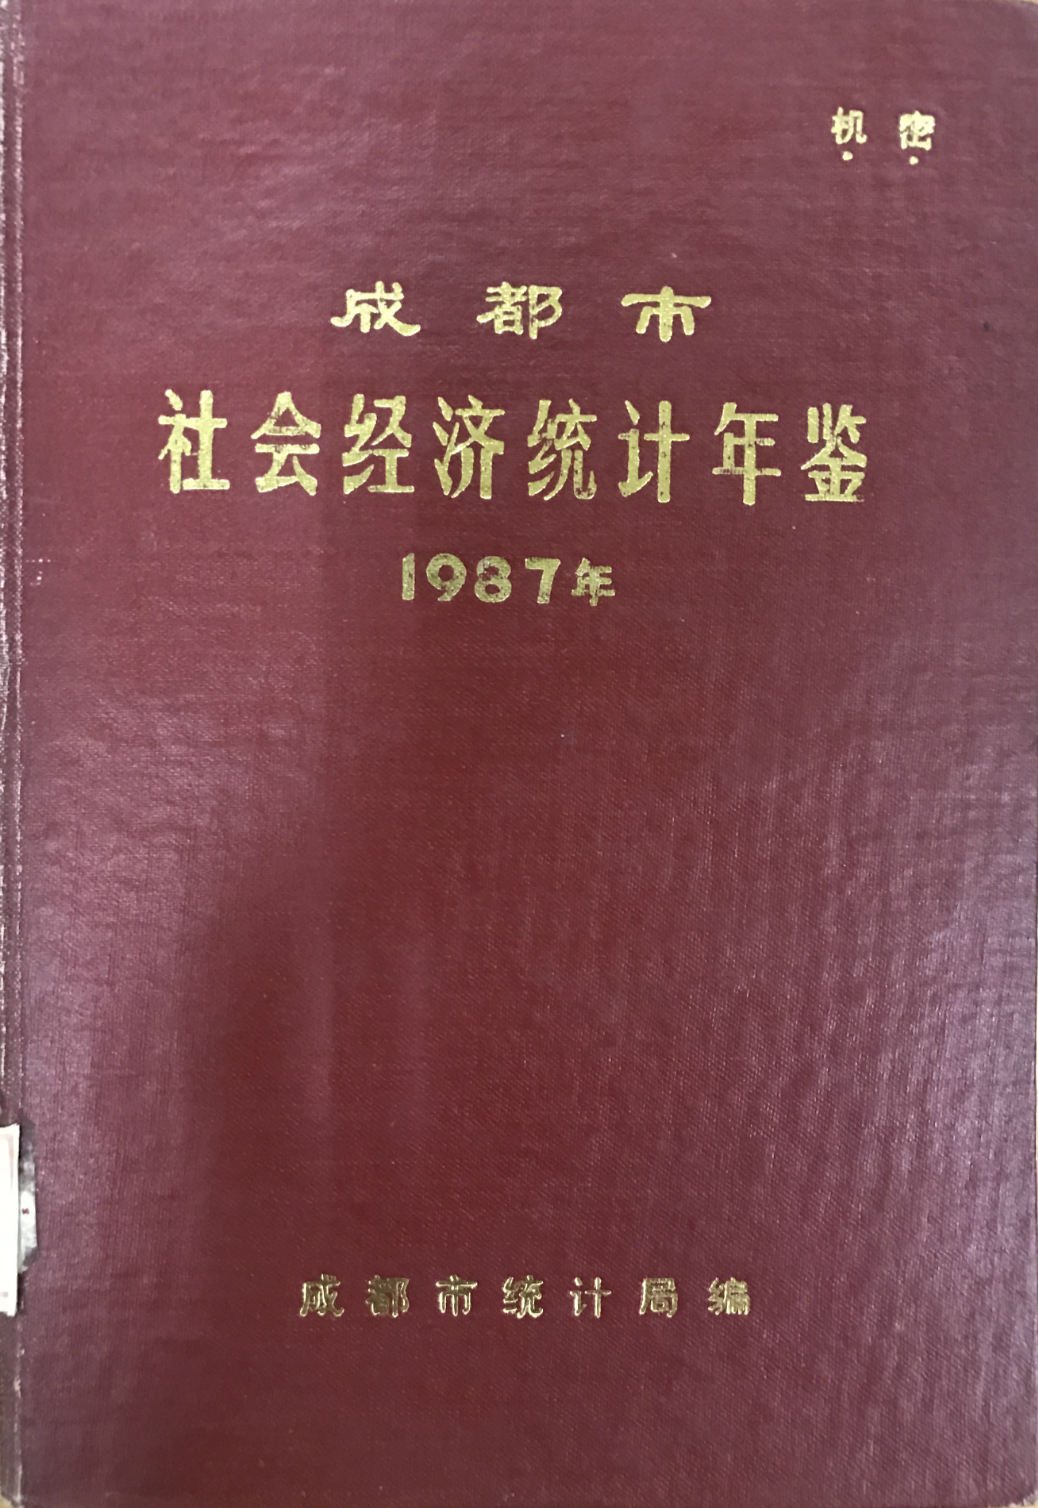 机密
成都市
社会经济统计年鉴
1987年
成都市统计局编